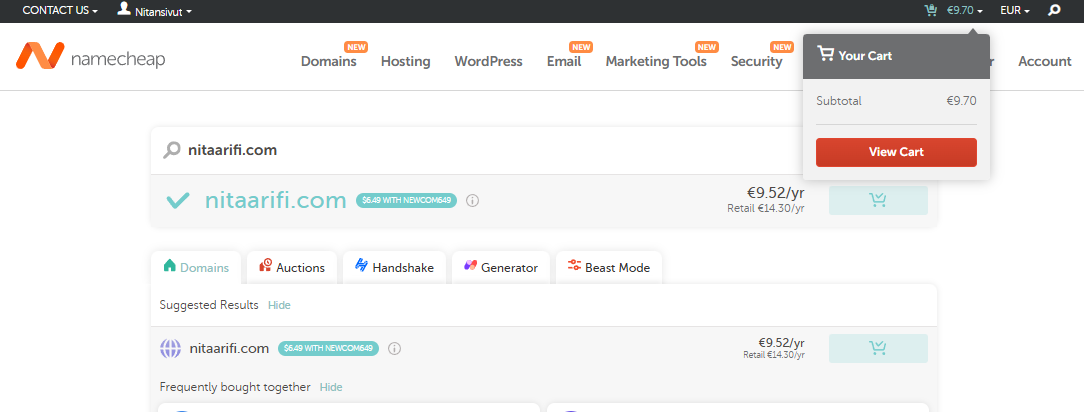 CONTACT US Nitansivut €9.70 EUR
NEW NEW NEW NEW
namecheap Domains Hosting WordPress Email Marketing Tools Security r Account
Your Cart
Subtotal €9.70
View Cart
nitaarifi.com
nitaarifi.com $6.49 WITH NEWCOM649 €9.52/yr
Retail €14.30/yr
Domains Auctions Handshake Generator Beast Mode
Suggested Results Hide
nitaarifi.com $6.49 WITH NEWCOM649 €9.52/yr
Retail €14.30/yr
Frequently bought together Hide